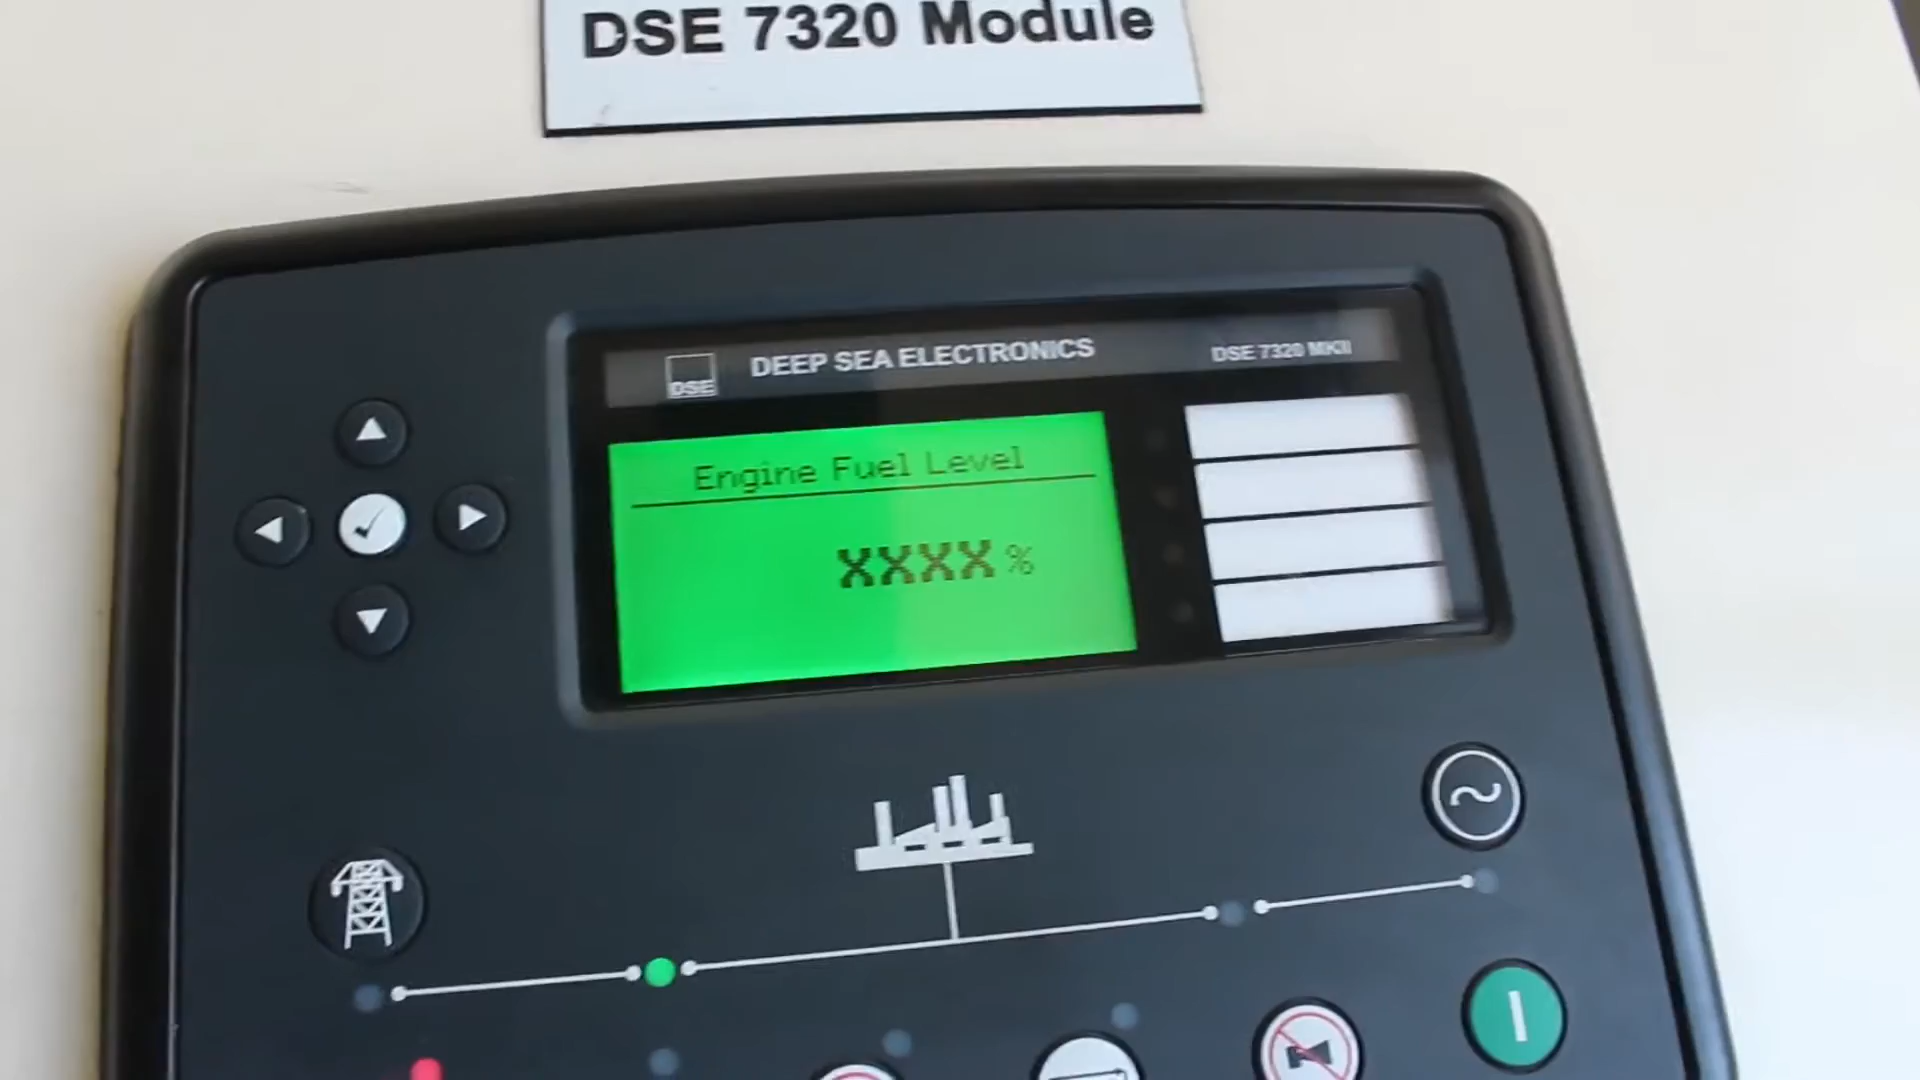 DSE 7320 Module
DSE
DEEP SEA ELECTRONICS
DSE 7320 MKII
Engine Fuel Level
XXXX %